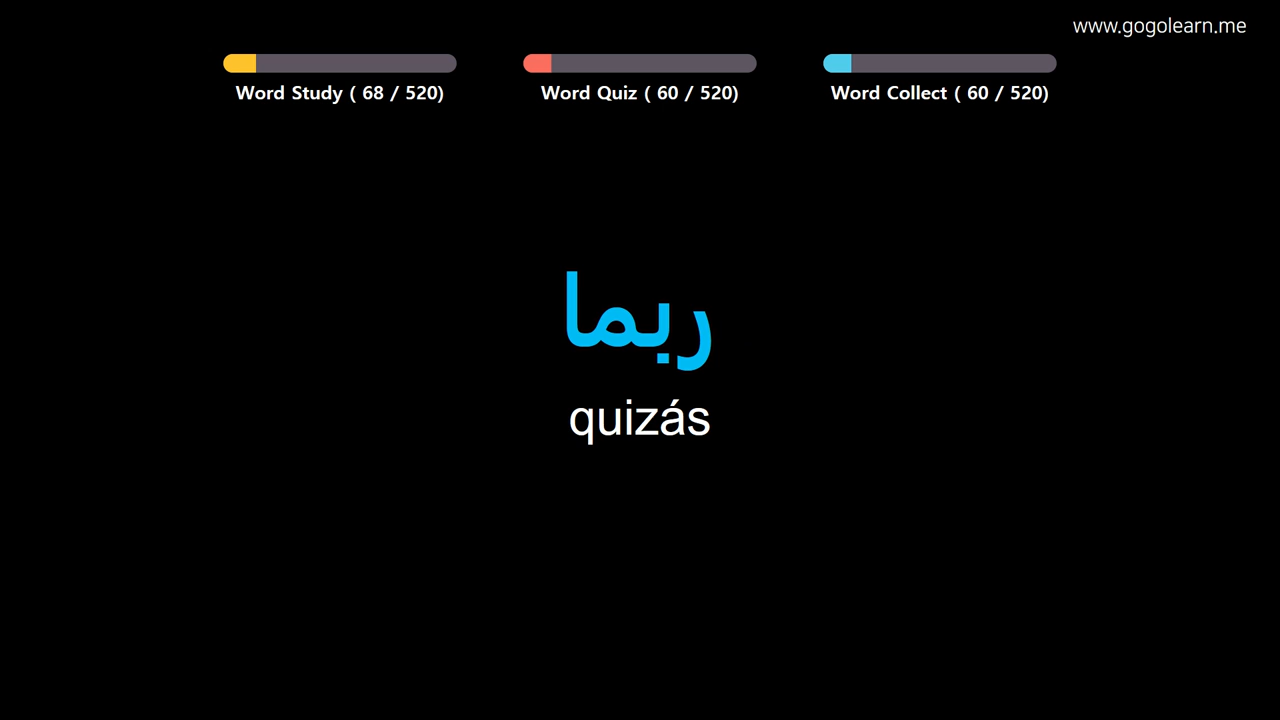 www.gogolearn.me
Word Study ( 68 / 520)
Word Quiz ( 60 / 520)
Word Collect ( 60 / 520)
ربما
quizás